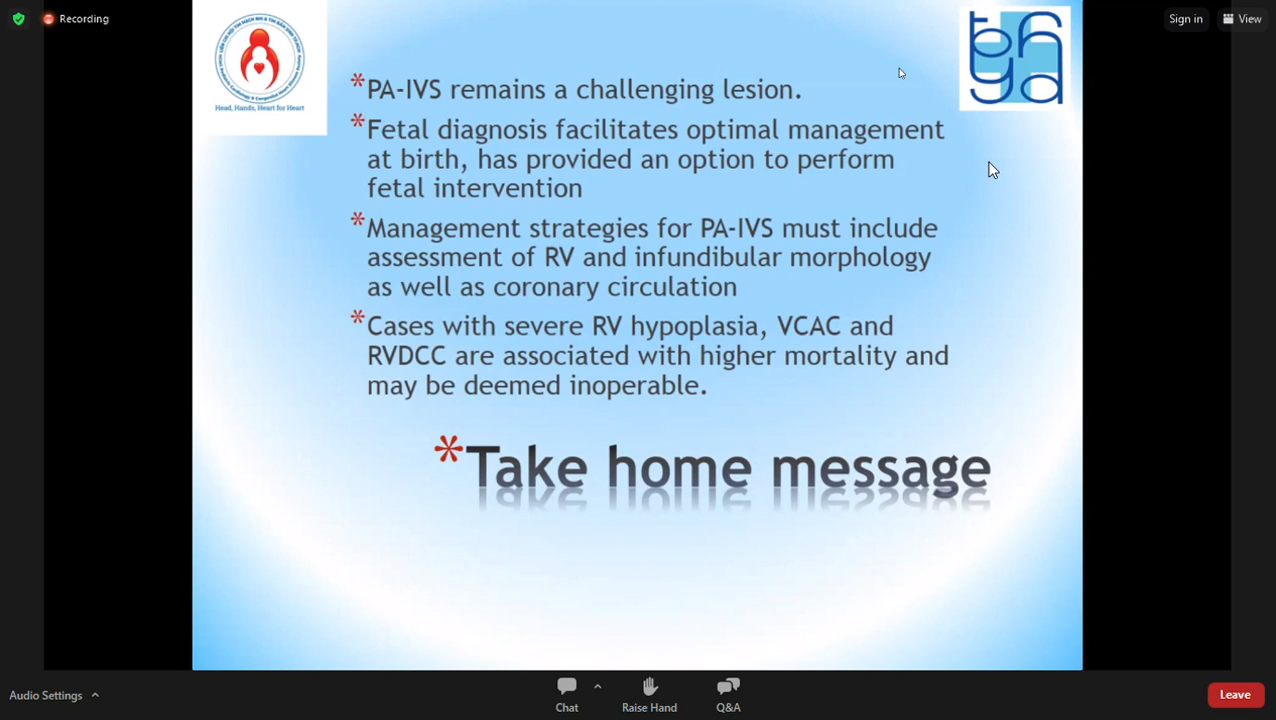 Recording
Sign in
View
Head, Hands, Heart for Heart
*PA-IVS remains a challenging lesion.
*Fetal diagnosis facilitates optimal management
at birth, has provided an option to perform
fetal intervention
*Management strategies for PA-IVS must include
assessment of RV and infundibular morphology
as well as coronary circulation
*Cases with severe RV hypoplasia, VCAC and
RVDCC are associated with higher mortality and
may be deemed inoperable.
*Take home message
Audio Settings
Chat
Raise Hand
Q&A
Leave